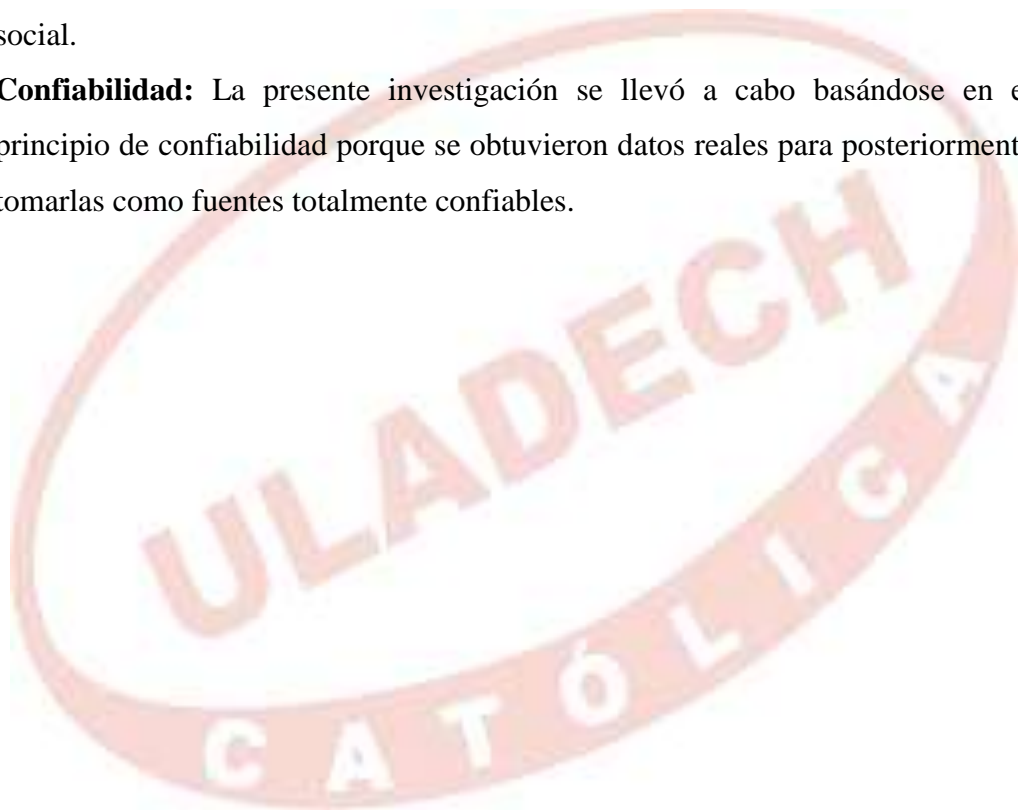 social.
Confiabilidad: La presente investigación se llevó a cabo basándose en e
principio de confiabilidad porque se obtuvieron datos reales para posteriorment
tomarlas como fuentes totalmente confiables.
ULADECH
CATÓLICA